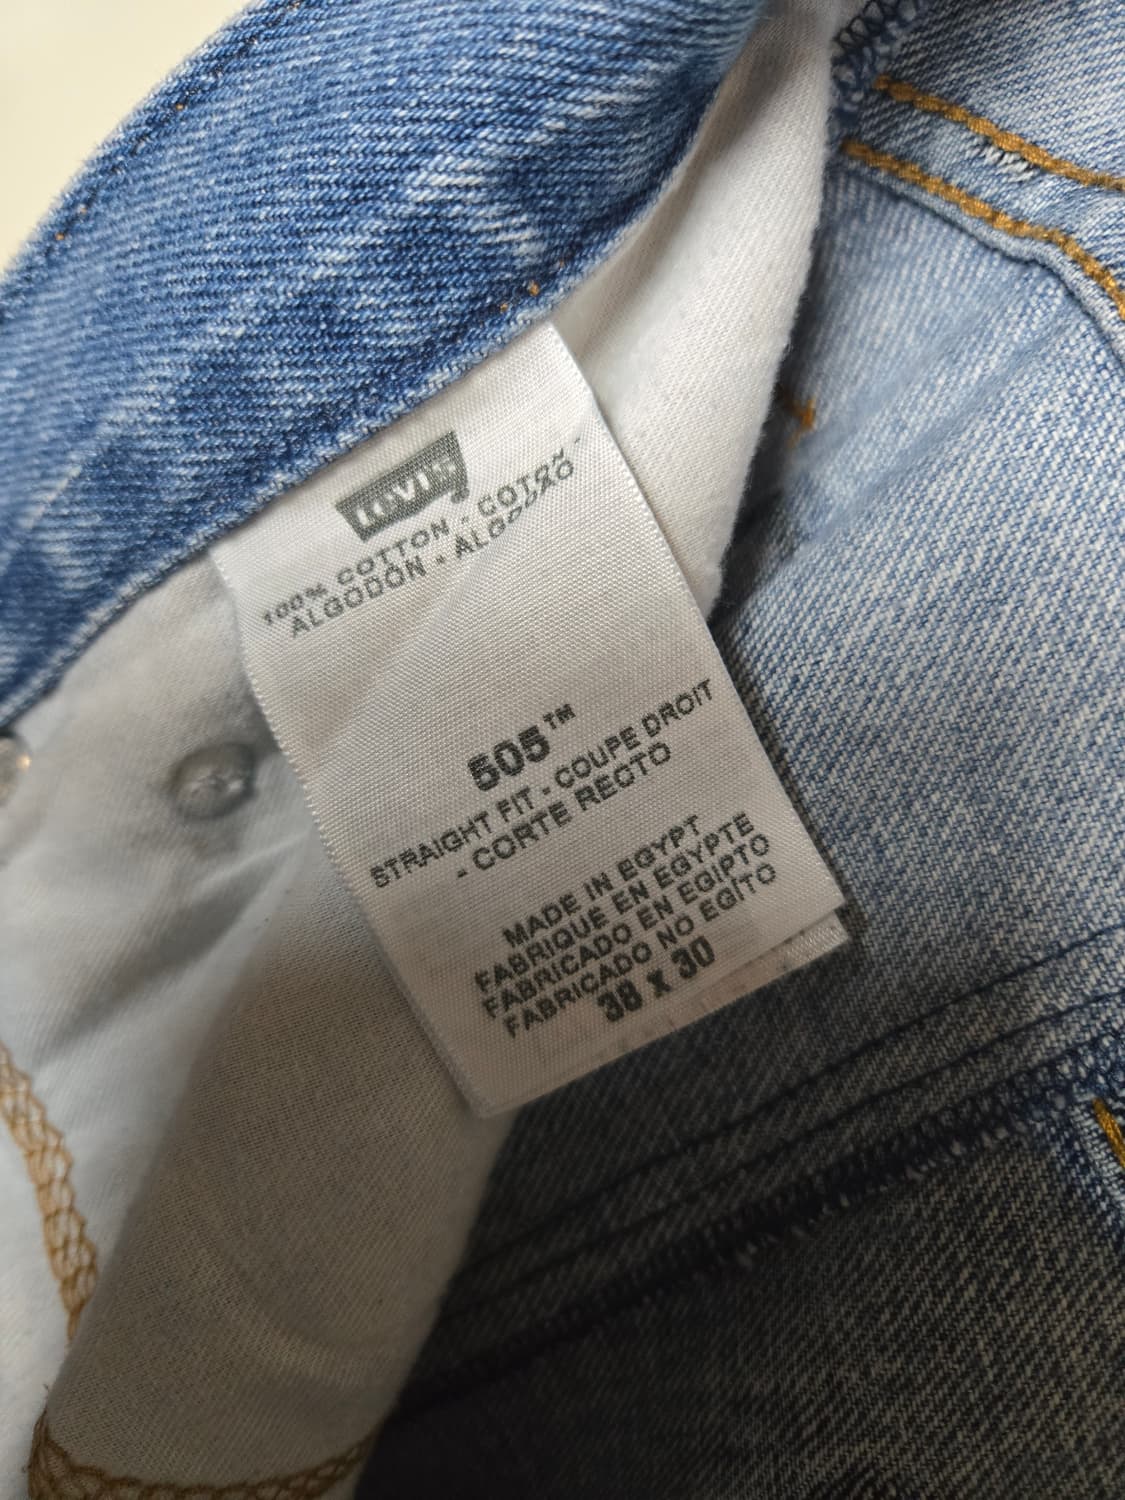 Levi's
100% COTTON - COTON -
ALGODÓN - ALGODÃO
505™
STRAIGHT FIT - COUPE DROIT
- CORTE RECTO
MADE IN EGYPT
FABRIQUE EN EGYPTE
FABRICADO EN EGIPTO
FABRICADO NO EGITO
38 x 30